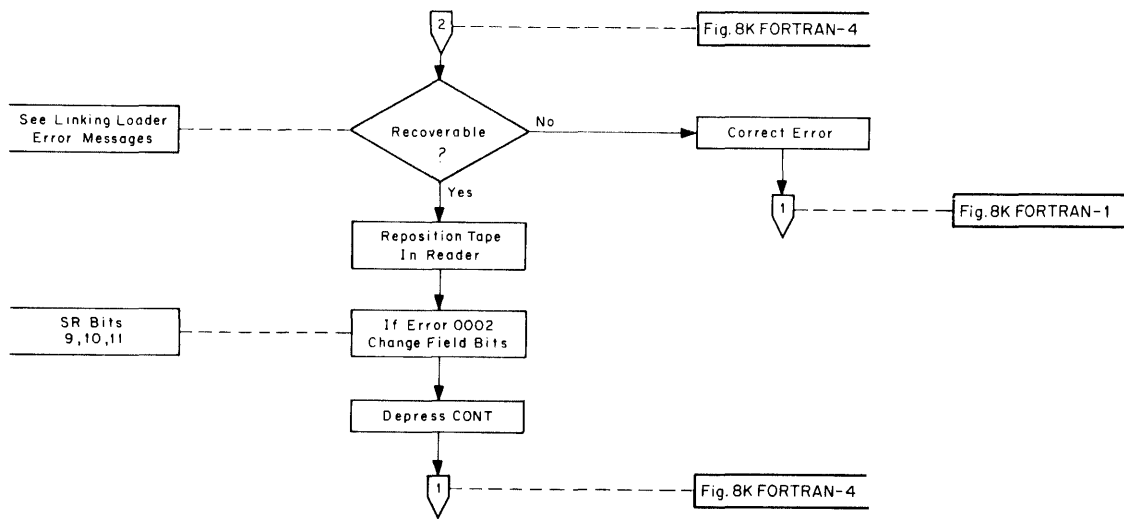 2
Fig. 8K FORTRAN-4
See Linking Loader
Error Messages
Recoverable
?
No
Correct Error
Yes
1
Fig. 8K FORTRAN-1
Reposition Tape
In Reader
SR Bits
9,10,11
If Error 0002
Change Field Bits
Depress CONT
1
Fig. 8K FORTRAN-4